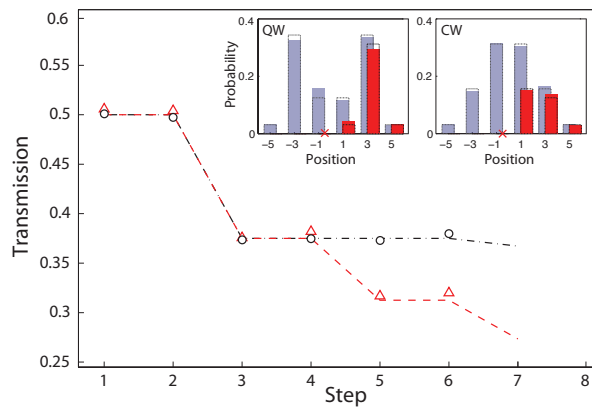 0.6
0.55
0.5
0.45
0.4
0.35
0.3
0.25
Transmission
1 2 3 4 5 6 7 8
Step
QW
0.4
0.2
0
Probability
−5 −3 −1 1 3 5
Position
CW
0.4
0.2
0
−5 −3 −1 1 3 5
Position